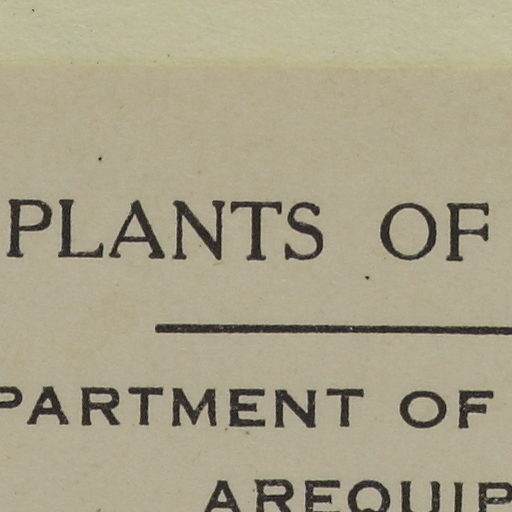 PLANTS OF
PARTMENT OF
AREQUIP